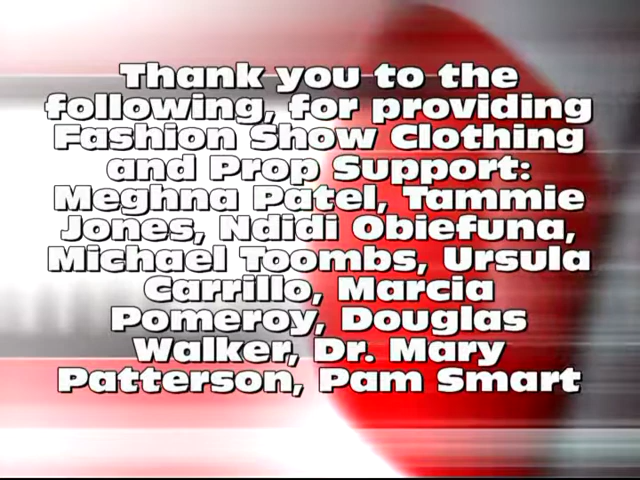 Thank you to the
following, for providing
Fashion Show Clothing
and Prop Support:
Meghna Patel, Tammie
Jones, Ndidi Obiefuna,
Michael Toombs, Ursula
Carrillo, Marcia
Pomeroy, Douglas
Walker, Dr. Mary
Patterson, Pam Smart